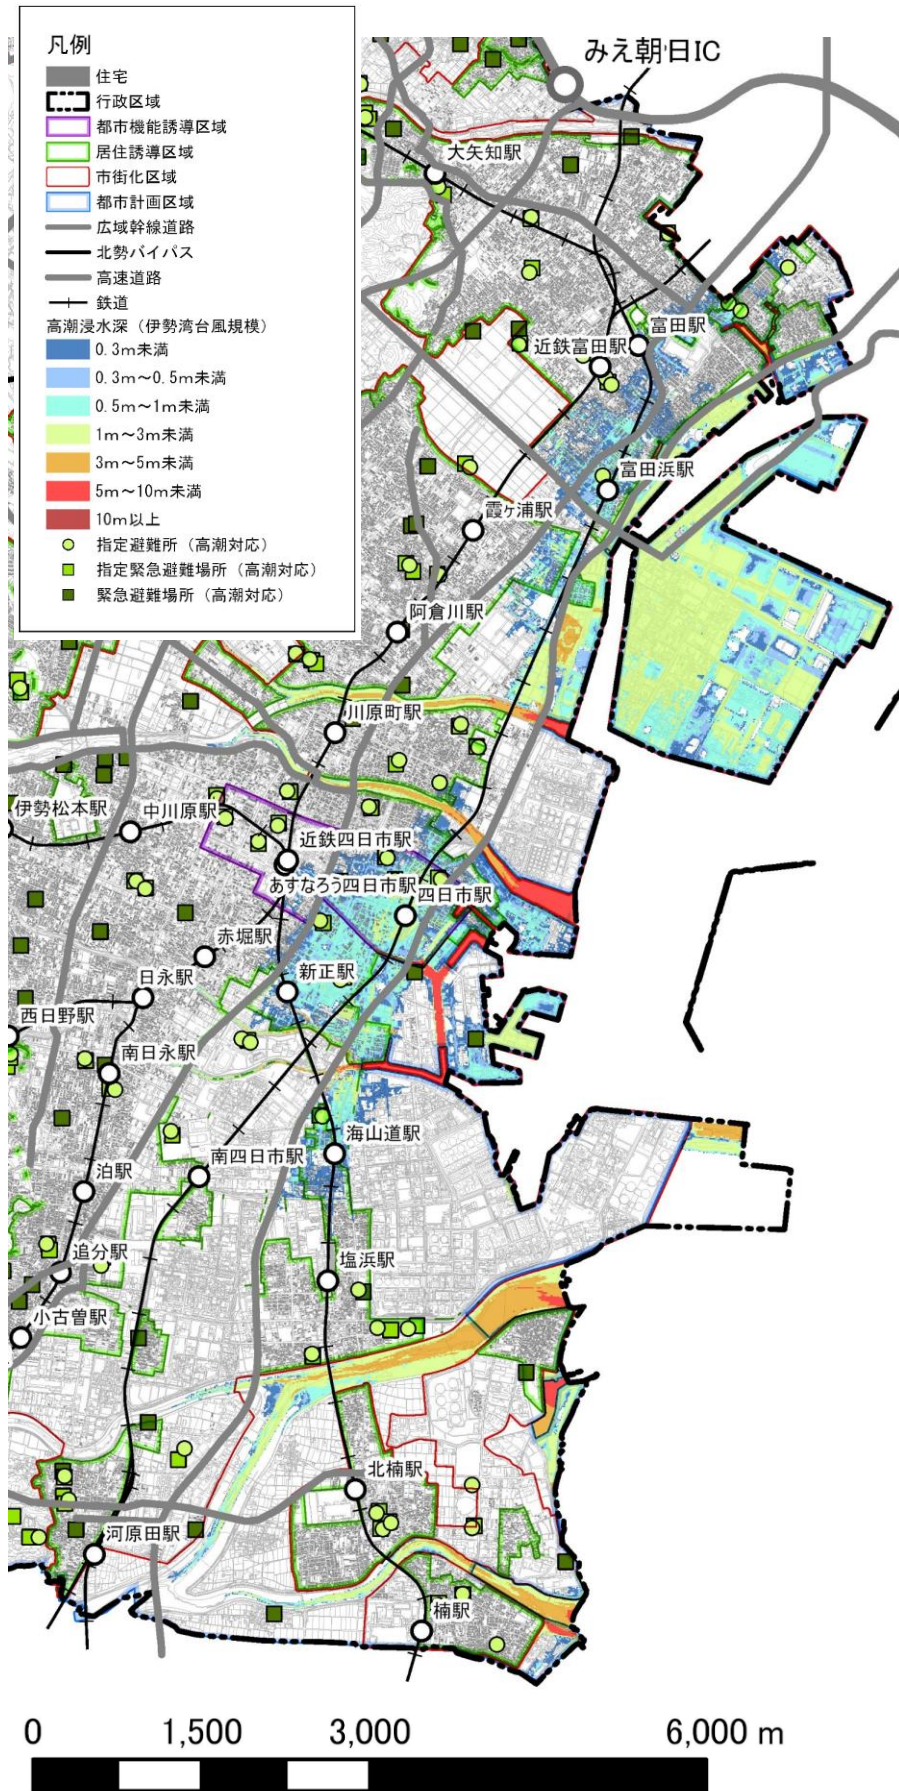 凡例
住宅
行政区域
都市機能誘導区域
居住誘導区域
市街化区域
都市計画区域
広域幹線道路
北勢バイパス
高速道路
鉄道
高潮浸水深（伊勢湾台風規模）
0.3m未満
0.3m～0.5m未満
0.5m～1m未満
1m～3m未満
3m～5m未満
5m～10m未満
10m以上
指定避難所（高潮対応）
指定緊急避難場所（高潮対応）
緊急避難場所（高潮対応）
みえ朝日IC
大矢知駅
富田駅
近鉄富田駅
富田浜駅
霞ヶ浦駅
阿倉川駅
川原町駅
伊勢松本駅
中川原駅
近鉄四日市駅
あすなろう四日市駅
四日市駅
赤堀駅
新正駅
日永駅
西日野駅
南日永駅
海山道駅
南四日市駅
泊駅
追分駅
塩浜駅
小古曽駅
北楠駅
河原田駅
楠駅
0 1,500 3,000 6,000 m